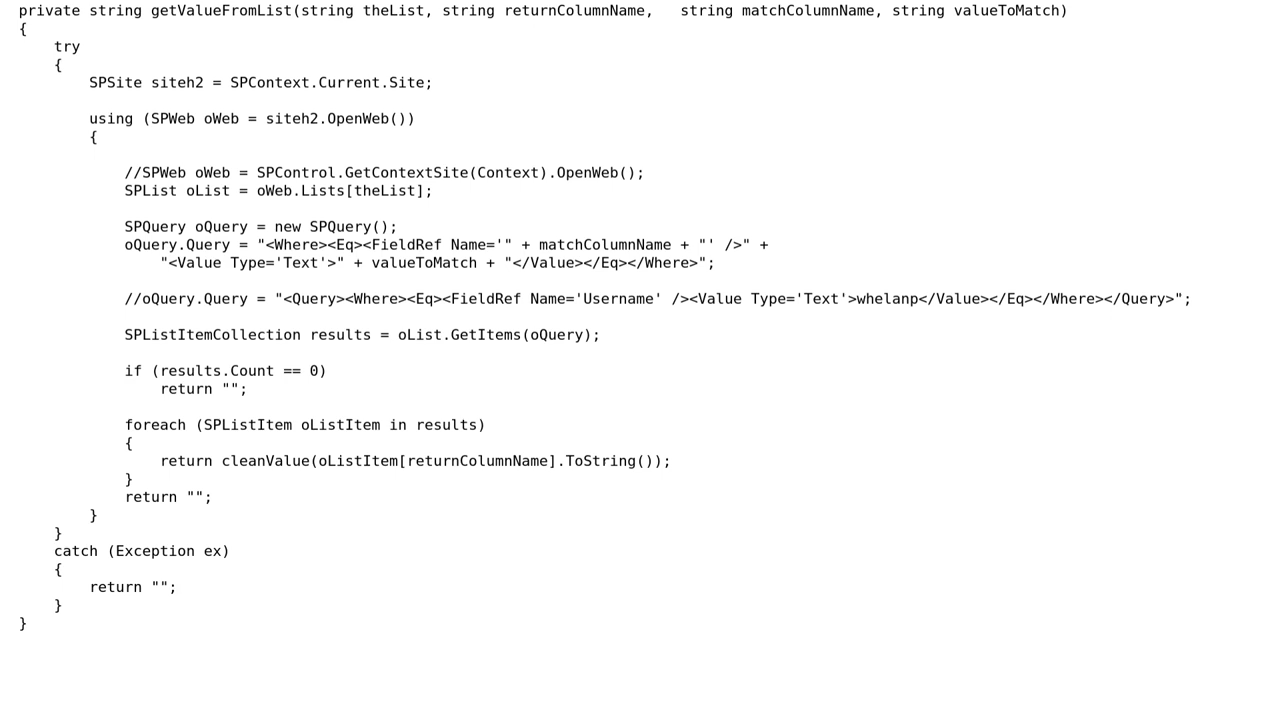 private string getValueFromList(string theList, string returnColumnName,   string matchColumnName, string valueToMatch)
{
    try
    {
        SPSite siteh2 = SPContext.Current.Site;

        using (SPWeb oWeb = siteh2.OpenWeb())
        {

            //SPWeb oWeb = SPControl.GetContextSite(Context).OpenWeb();
            SPList oList = oWeb.Lists[theList];

            SPQuery oQuery = new SPQuery();
            oQuery.Query = "<Where><Eq><FieldRef Name='" + matchColumnName + "' />" +
                "<Value Type='Text'>" + valueToMatch + "</Value></Eq></Where>";

            //oQuery.Query = "<Query><Where><Eq><FieldRef Name='Username' /><Value Type='Text'>whelanp</Value></Eq></Where></Query>";

            SPListItemCollection results = oList.GetItems(oQuery);

            if (results.Count == 0)
                return "";

            foreach (SPListItem oListItem in results)
            {
                return cleanValue(oListItem[returnColumnName].ToString());
            }
            return "";
        }
    }
    catch (Exception ex)
    {
        return "";
    }
}